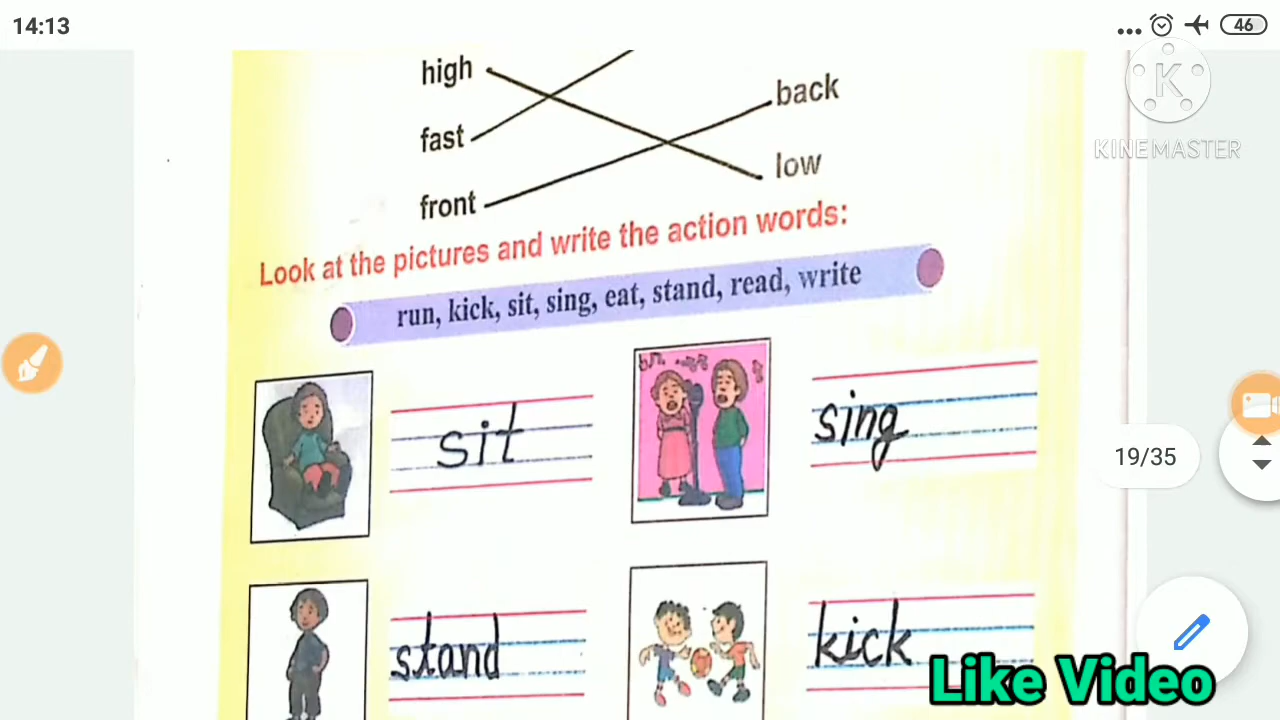 14:13
46
high
back
fast
low
front
Look at the pictures and write the action words:
run, kick, sit, sing, eat, stand, read, write
sit
sing
stand
kick
K
KINEMASTER
19/35
Like Video